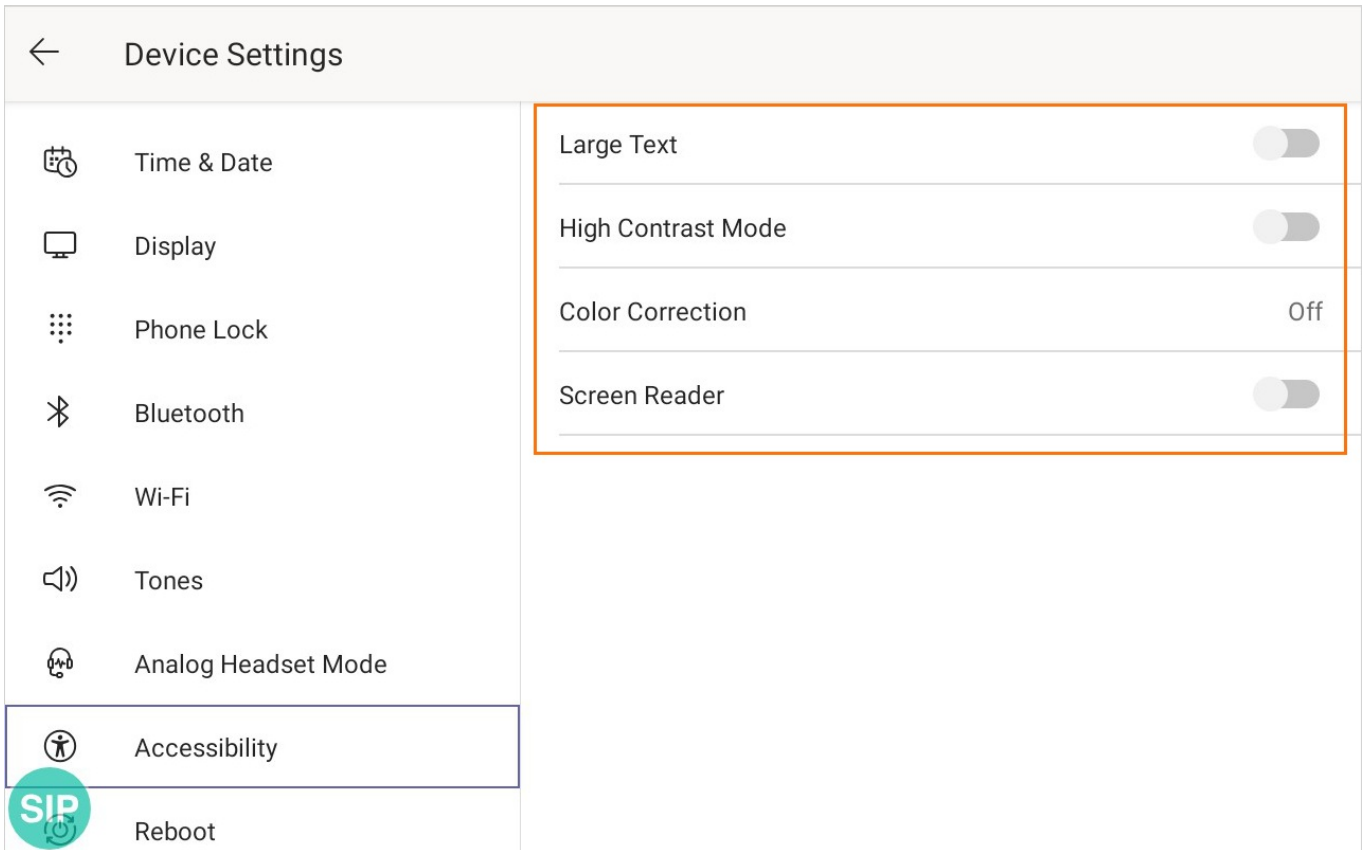 Device Settings
Time & Date
Display
Phone Lock
Bluetooth
Wi-Fi
Tones
Analog Headset Mode
Accessibility
SIP
Reboot
Large Text
High Contrast Mode
Color Correction Off
Screen Reader